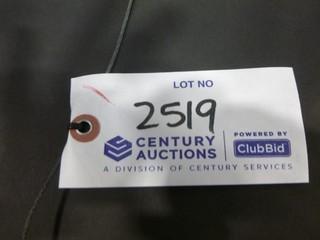 LOT NO
2519
CENTURY AUCTIONS
POWERED BY
ClubBid
A DIVISION OF CENTURY SERVICES